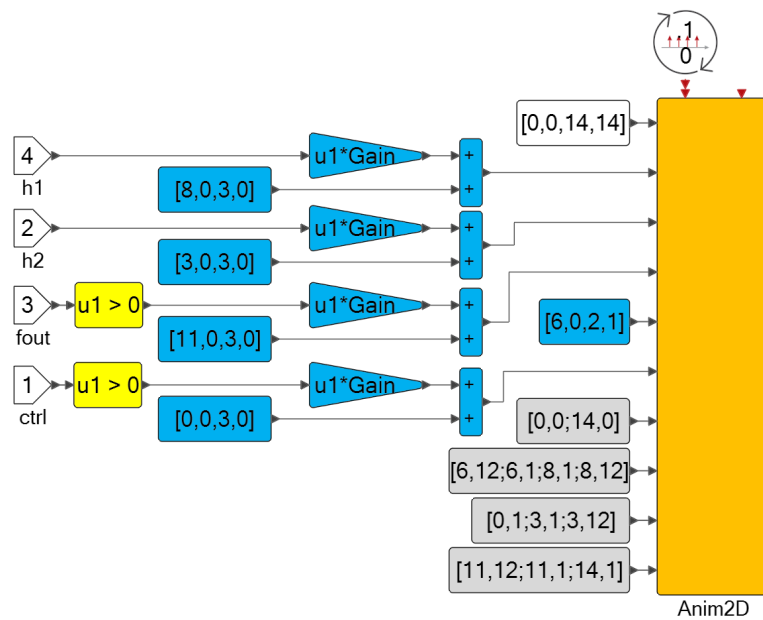 .1
0
[0,0,14,14]
4
h1
u1*Gain
+
+
[8,0,3,0]
2
h2
u1*Gain
+
+
[3,0,3,0]
3
fout
u1 > 0
u1*Gain
+
+
[11,0,3,0]
[6,0,2,1]
1
ctrl
u1 > 0
u1*Gain
+
+
[0,0,3,0]
[0,0;14,0]
[6,12;6,1;8,1;8,12]
[0,1;3,1;3,12]
[11,12;11,1;14,1]
Anim2D